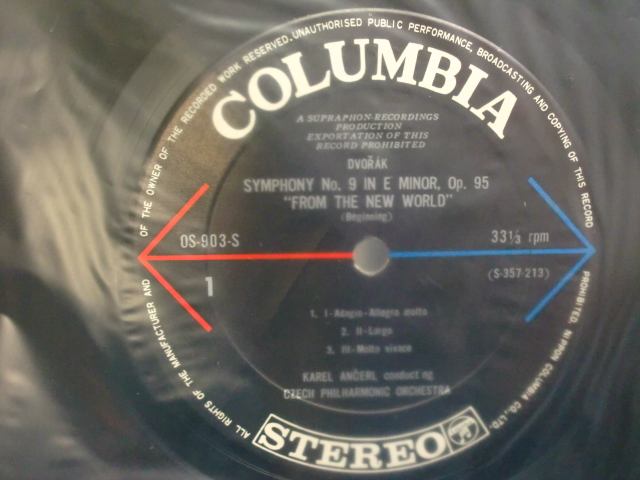 ALL RIGHTS OF THE MANUFACTURER AND OF THE OWNER OF THE RECORDED WORK RESERVED. UNAUTHORISED PUBLIC PERFORMANCE, BROADCASTING AND COPYING OF THIS RECORD PROHIBITED. NIPPON COLUMBIA CO., LTD.
COLUMBIA
A SUPRAPHON-RECORDINGS
PRODUCTION
EXPORTATION OF THIS
RECORD PROHIBITED
DVOŘÁK
SYMPHONY No. 9 IN E MINOR, Op. 95
"FROM THE NEW WORLD"
(Beginning)
OS-903-S
33⅓ rpm
1
(S-357-213)
1. I-Adagio-Allegro molto
2. II-Largo
3. III-Molto vivace
KAREL ANČERL conducting
CZECH PHILHARMONIC ORCHESTRA
STEREO